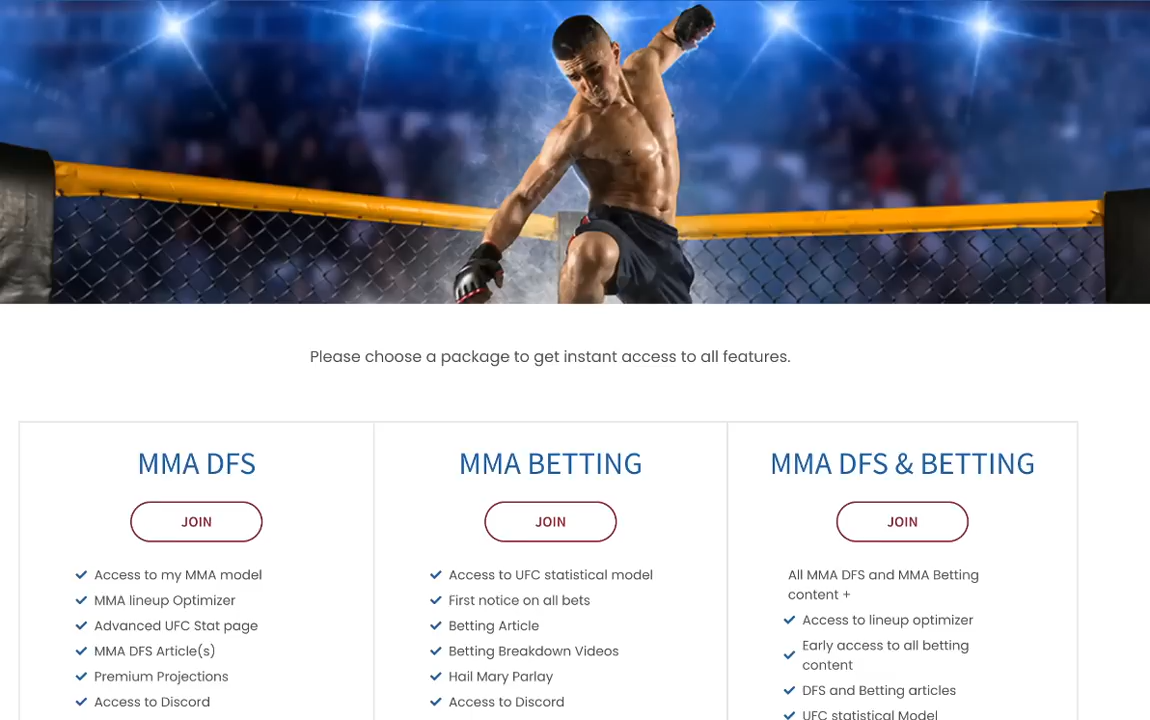 Please choose a package to get instant access to all features.
MMA DFS
JOIN
Access to my MMA model
MMA lineup Optimizer
Advanced UFC Stat page
MMA DFS Article(s)
Premium Projections
Access to Discord
MMA BETTING
JOIN
Access to UFC statistical model
First notice on all bets
Betting Article
Betting Breakdown Videos
Hail Mary Parlay
Access to Discord
MMA DFS & BETTING
JOIN
All MMA DFS and MMA Betting
content +
Access to lineup optimizer
Early access to all betting
content
DFS and Betting articles
UFC statistical Model